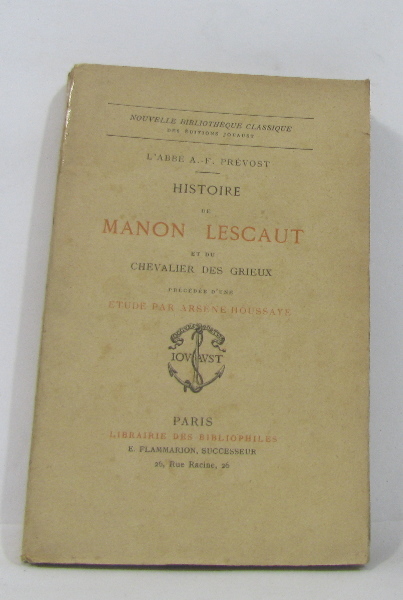 NOUVELLE BIBLIOTHÈQUE CLASSIQUE
DES ÉDITIONS JOUAUST
L'ABBÉ A.-F. PRÉVOST
HISTOIRE
DE
MANON LESCAUT
ET DU
CHEVALIER DES GRIEUX
PRÉCÉDÉE D'UNE
ÉTUDE PAR ARSÈNE HOUSSAYE
IOVAVST
PARIS
LIBRAIRIE DES BIBLIOPHILES
E. FLAMMARION, SUCCESSEUR
26, Rue Racine, 26